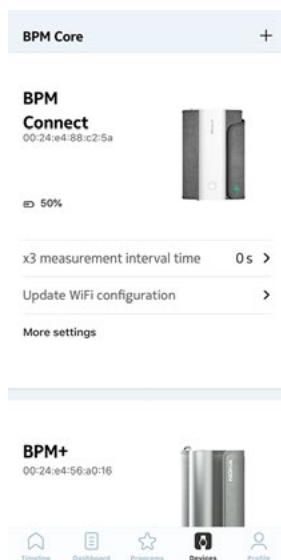 BPM Core +
BPM
Connect
00:24:e4:88:c2:5a
50%
x3 measurement interval time 0 s >
Update WiFi configuration >
More settings
BPM+
00:24:e4:56:a0:16
NOKIA
Timeline Dashboard Programs Devices Profile